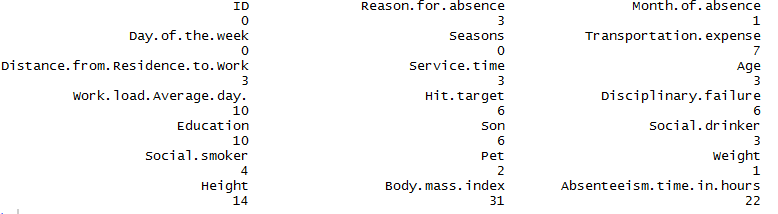 ID Reason.for.absence Month.of.absence
0 3 1
Day.of.the.week Seasons Transportation.expense
0 0 7
Distance.from.Residence.to.Work Service.time Age
3 3 3
Work.load.Average.day. Hit.target Disciplinary.failure
10 6 6
Education Son Social.drinker
10 6 3
Social.smoker Pet Weight
4 2 1
Height Body.mass.index Absenteeism.time.in.hours
14 31 22